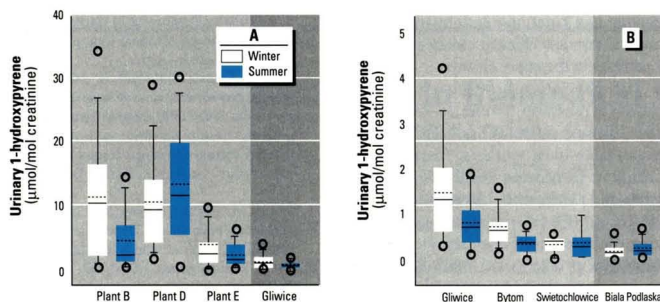 Urinary 1-hydroxypyrene
(μmol/mol creatinine)
40
30
20
10
0
A
Winter
Summer
Plant B
Plant D
Plant E
Gliwice
Urinary 1-hydroxypyrene
(μmol/mol creatinine)
5
4
3
2
1
0
B
Gliwice
Bytom
Swietochlowice
Biala Podlaska